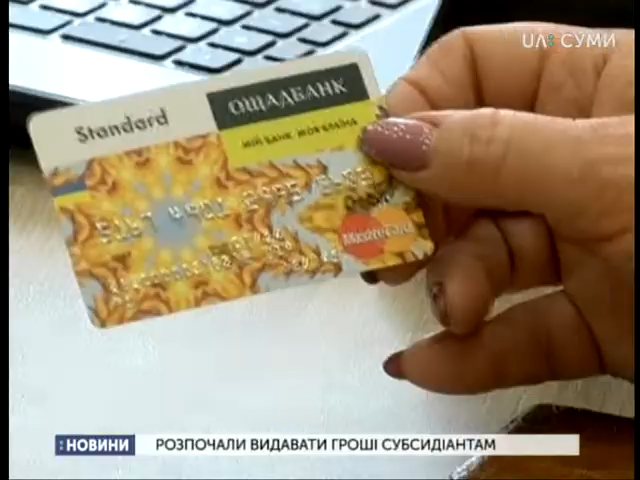 UA: СУМИ
Standard
ОЩАДБАНК
МІЙ БАНК. МОЯ КРАЇНА
MasterCard
:НОВИНИ
РОЗПОЧАЛИ ВИДАВАТИ ГРОШІ СУБСИДІАНТАМ